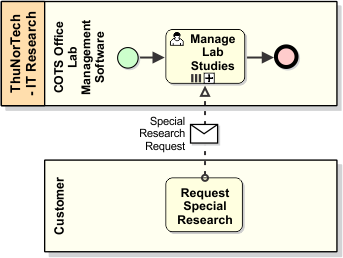 ThuNorTech
- IT Research
COTS Office
Lab
Management
Software
Manage
Lab
Studies
Special
Research
Request
Customer
Request
Special
Research